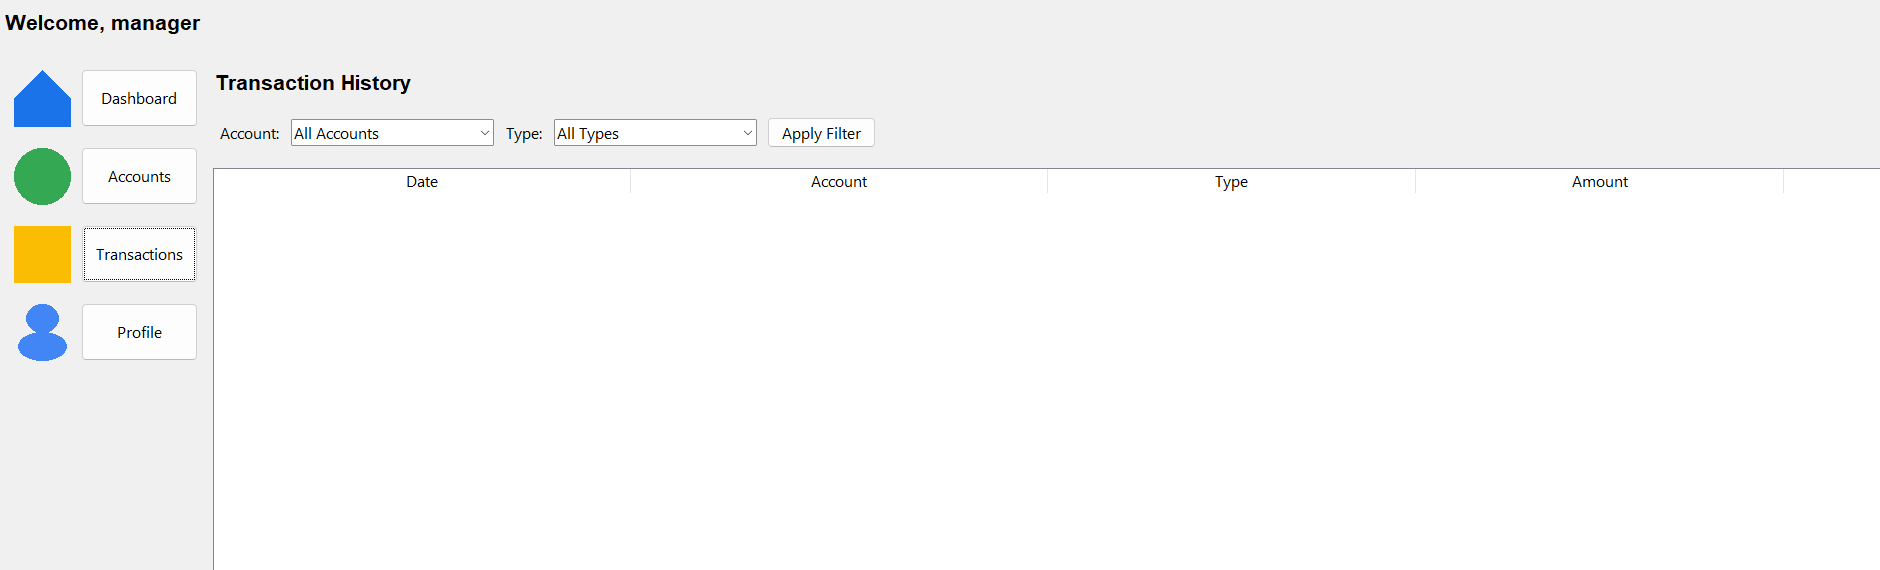 Welcome, manager
Dashboard
Accounts
Transactions
Profile
Transaction History
Account: All Accounts Type: All Types Apply Filter
Date Account Type Amount